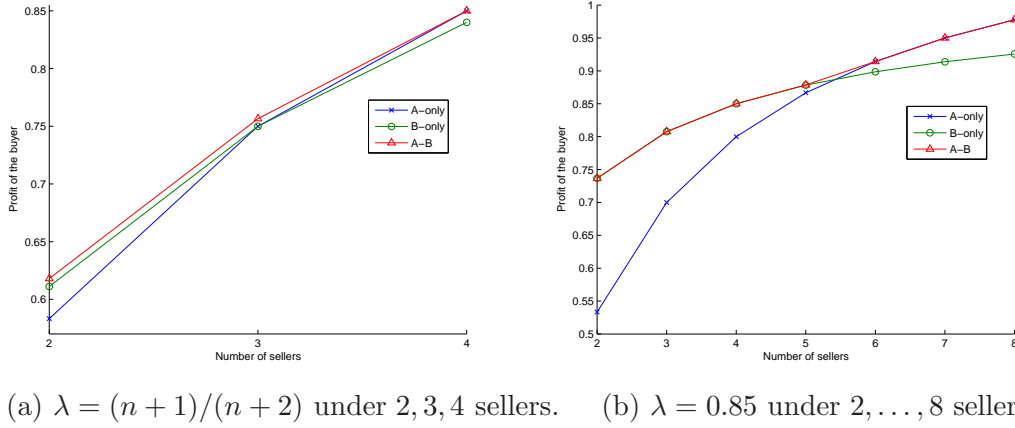 0.85
0.8
0.75
0.7
0.65
0.6
2
3
4
Profit of the buyer
Number of sellers
A−only
B−only
A−B
(a) λ = (n + 1)/(n + 2) under 2, 3, 4 sellers.
1
0.95
0.9
0.85
0.8
0.75
0.7
0.65
0.6
0.55
0.5
2
3
4
5
6
7
8
Profit of the buyer
Number of sellers
A−only
B−only
A−B
(b) λ = 0.85 under 2, . . . , 8 seller